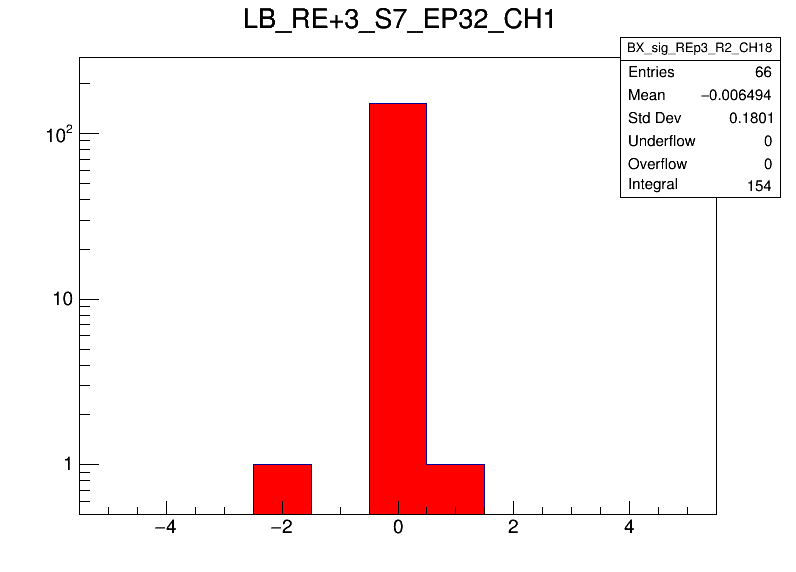 LB_RE+3_S7_EP32_CH1
BX_sig_REp3_R2_CH18
Entries 66
Mean −0.006494
Std Dev 0.1801
Underflow 0
Overflow 0
Integral 154
10²
10
1
−4 −2 0 2 4